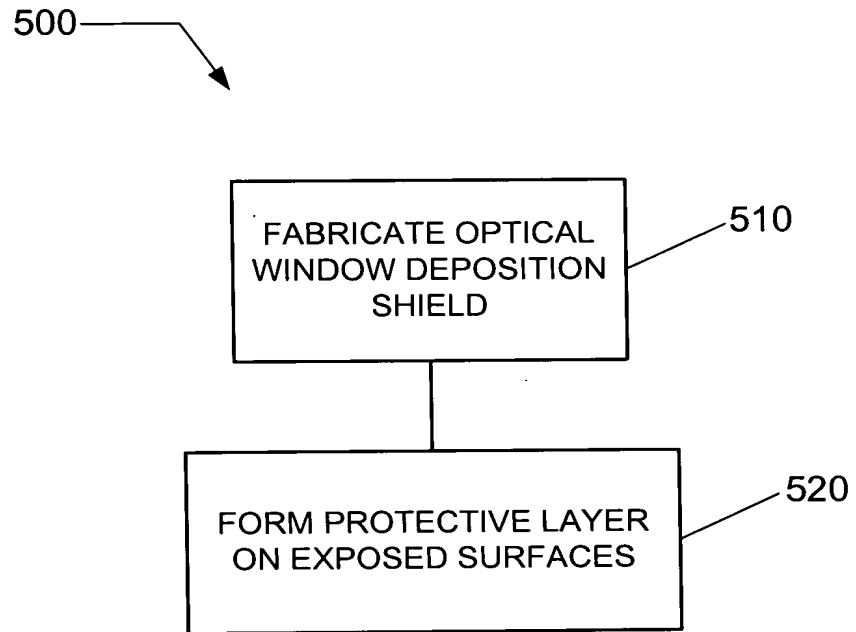 500
FABRICATE OPTICAL
WINDOW DEPOSITION
SHIELD
510
FORM PROTECTIVE LAYER
ON EXPOSED SURFACES
520